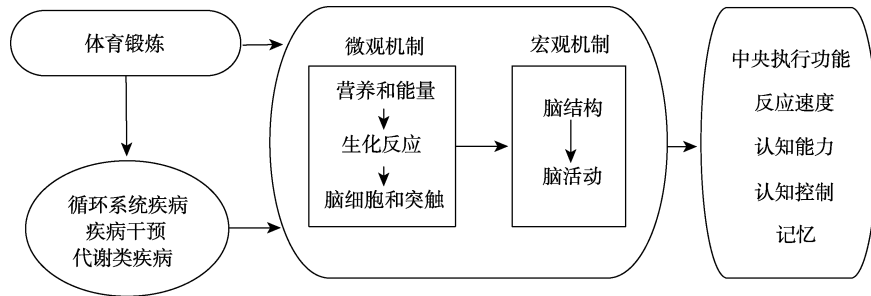 体育锻炼
循环系统疾病
疾病干预
代谢类疾病
微观机制
营养和能量
生化反应
脑细胞和突触
宏观机制
脑结构
脑活动
中央执行功能
反应速度
认知能力
认知控制
记忆